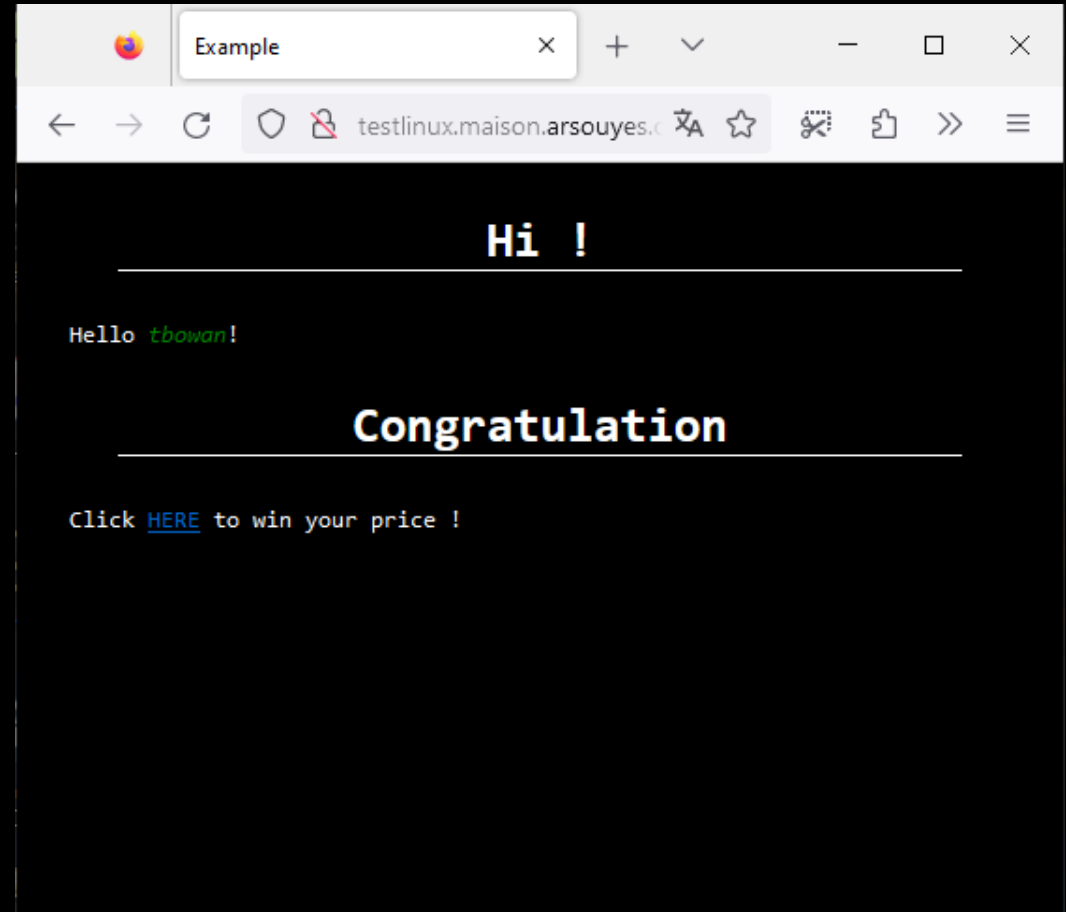 Example
testlinux.maison.arsouyes.
Hi !
Hello tbowan!
Congratulation
Click HERE to win your price !